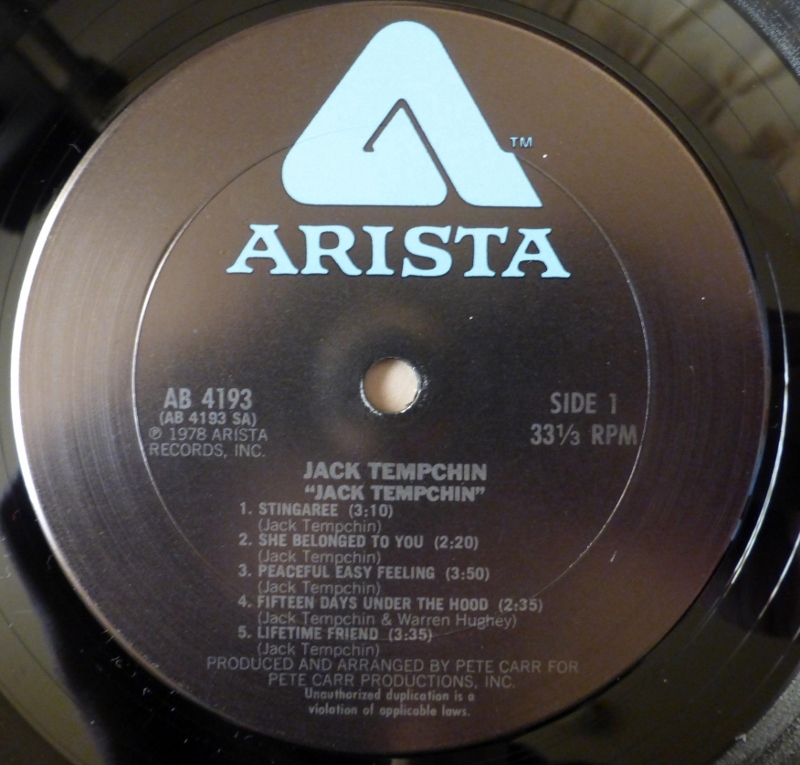 TM
ARISTA
AB 4193
(AB 4193 SA)
℗ 1978 ARISTA
RECORDS, INC.
SIDE 1
33⅓ RPM
JACK TEMPCHIN
"JACK TEMPCHIN"
1. STINGAREE (3:10)
(Jack Tempchin)
2. SHE BELONGED TO YOU (2:20)
(Jack Tempchin)
3. PEACEFUL EASY FEELING (3:50)
(Jack Tempchin)
4. FIFTEEN DAYS UNDER THE HOOD (2:35)
(Jack Tempchin & Warren Hughey)
5. LIFETIME FRIEND (3:35)
(Jack Tempchin)
PRODUCED AND ARRANGED BY PETE CARR FOR
PETE CARR PRODUCTIONS, INC.
Unauthorized duplication is a
violation of applicable laws.